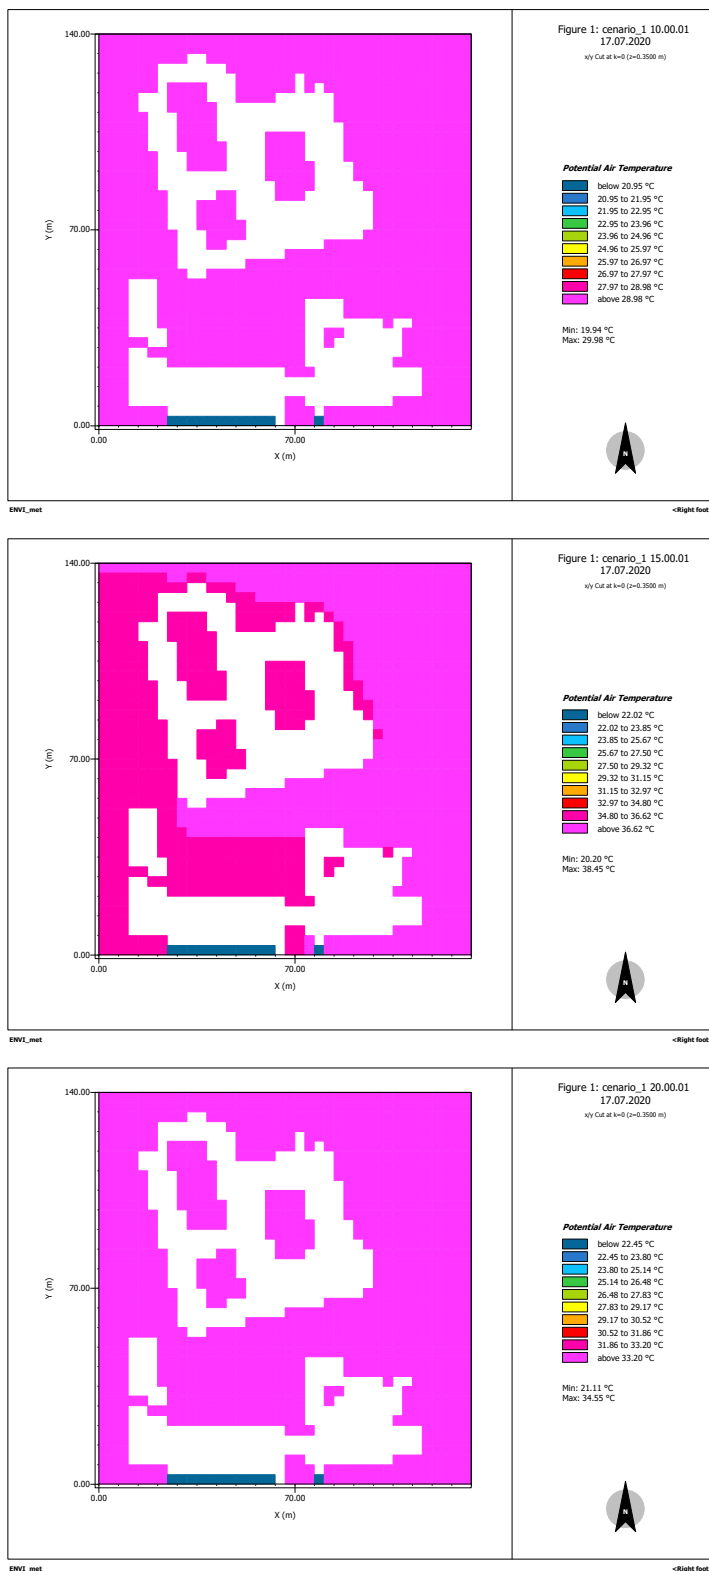 Figure 1: cenario_1 10.00.01
17.07.2020
x/y Cut at k=0 (z=0.3500 m)
140.00
70.00
0.00
Y (m)
0.00
70.00
X (m)
Potential Air Temperature
below 20.95 °C
20.95 to 21.95 °C
21.95 to 22.95 °C
22.95 to 23.96 °C
23.96 to 24.96 °C
24.96 to 25.97 °C
25.97 to 26.97 °C
26.97 to 27.97 °C
27.97 to 28.98 °C
above 28.98 °C
Min: 19.94 °C
Max: 29.98 °C
N
ENVI_met
<Right foot
Figure 1: cenario_1 15.00.01
17.07.2020
x/y Cut at k=0 (z=0.3500 m)
140.00
70.00
0.00
Y (m)
0.00
70.00
X (m)
Potential Air Temperature
below 22.02 °C
22.02 to 23.85 °C
23.85 to 25.67 °C
25.67 to 27.50 °C
27.50 to 29.32 °C
29.32 to 31.15 °C
31.15 to 32.97 °C
32.97 to 34.80 °C
34.80 to 36.62 °C
above 36.62 °C
Min: 20.20 °C
Max: 38.45 °C
N
ENVI_met
<Right foot
Figure 1: cenario_1 20.00.01
17.07.2020
x/y Cut at k=0 (z=0.3500 m)
140.00
70.00
0.00
Y (m)
0.00
70.00
X (m)
Potential Air Temperature
below 22.45 °C
22.45 to 23.80 °C
23.80 to 25.14 °C
25.14 to 26.48 °C
26.48 to 27.83 °C
27.83 to 29.17 °C
29.17 to 30.52 °C
30.52 to 31.86 °C
31.86 to 33.20 °C
above 33.20 °C
Min: 21.11 °C
Max: 34.55 °C
N
ENVI_met
<Right foot